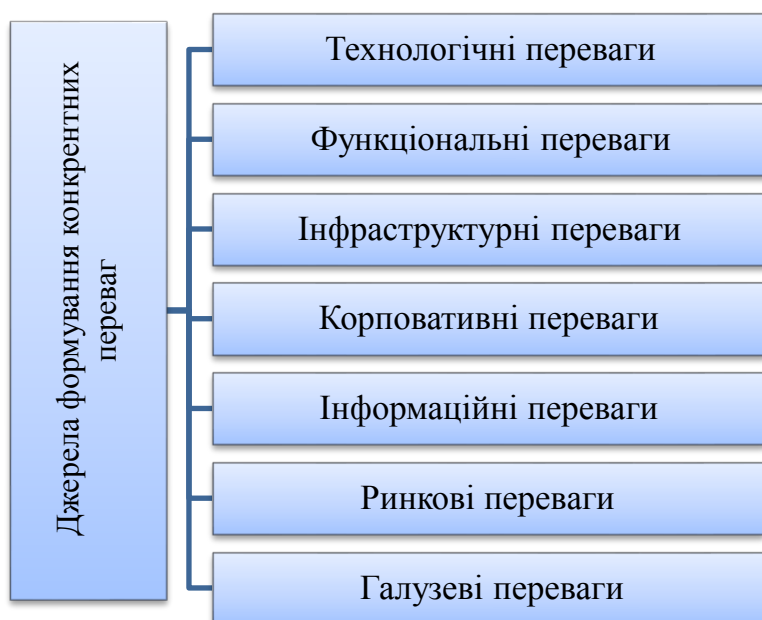 Джерела формування конкрентних
переваг
Технологічні переваги
Функціональні переваги
Інфраструктурні переваги
Корповативні переваги
Інформаційні переваги
Ринкові переваги
Галузеві переваги